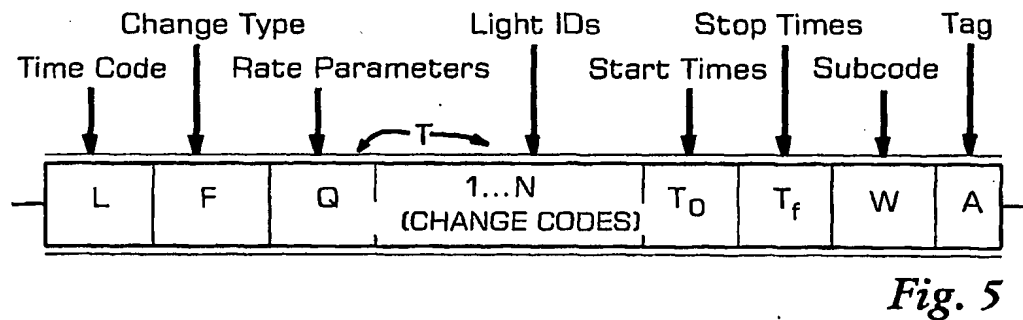 Change Type Light IDs Stop Times Tag
Time Code Rate Parameters Start Times Subcode
T
L F Q 1...N T0 Tf W A
(CHANGE CODES)
Fig. 5